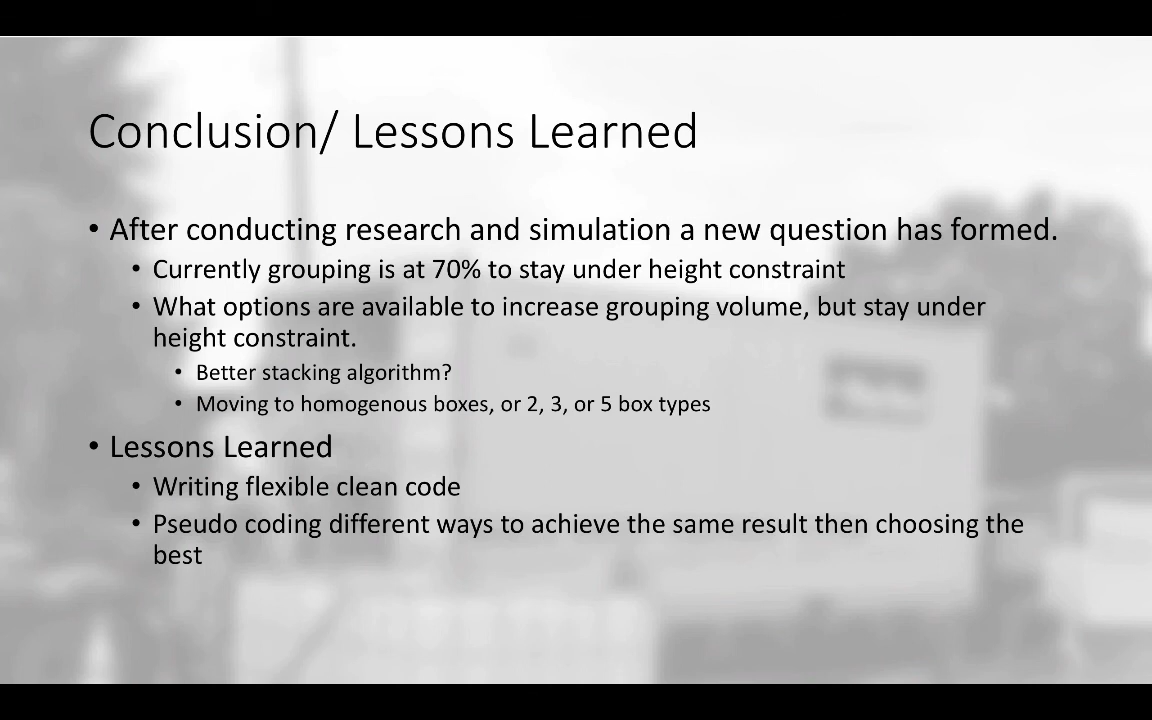 Conclusion/ Lessons Learned
• After conducting research and simulation a new question has formed.
• Currently grouping is at 70% to stay under height constraint
• What options are available to increase grouping volume, but stay under
height constraint.
• Better stacking algorithm?
• Moving to homogenous boxes, or 2, 3, or 5 box types
• Lessons Learned
• Writing flexible clean code
• Pseudo coding different ways to achieve the same result then choosing the
best